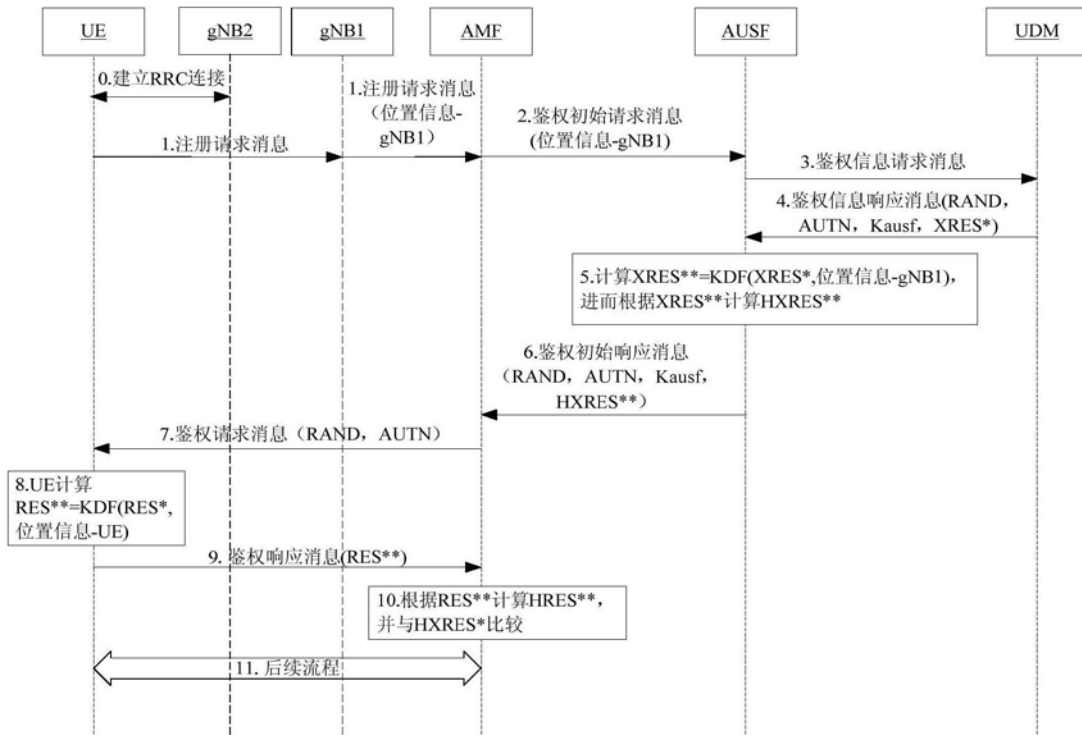 UE
gNB2
gNB1
AMF
AUSF
UDM
0.建立RRC连接
1.注册请求消息
1.注册请求消息
（位置信息-
gNB1）
2.鉴权初始请求消息
(位置信息-gNB1)
3.鉴权信息请求消息
4.鉴权信息响应消息(RAND，
AUTN，Kausf，XRES*)
5.计算XRES**=KDF(XRES*,位置信息-gNB1)，
进而根据XRES**计算HXRES**
6.鉴权初始响应消息
（RAND，AUTN，Kausf，
HXRES**）
7.鉴权请求消息（RAND，AUTN）
8.UE计算
RES**=KDF(RES*,
位置信息-UE)
9. 鉴权响应消息(RES**)
10.根据RES**计算HRES**，
并与HXRES*比较
11. 后续流程